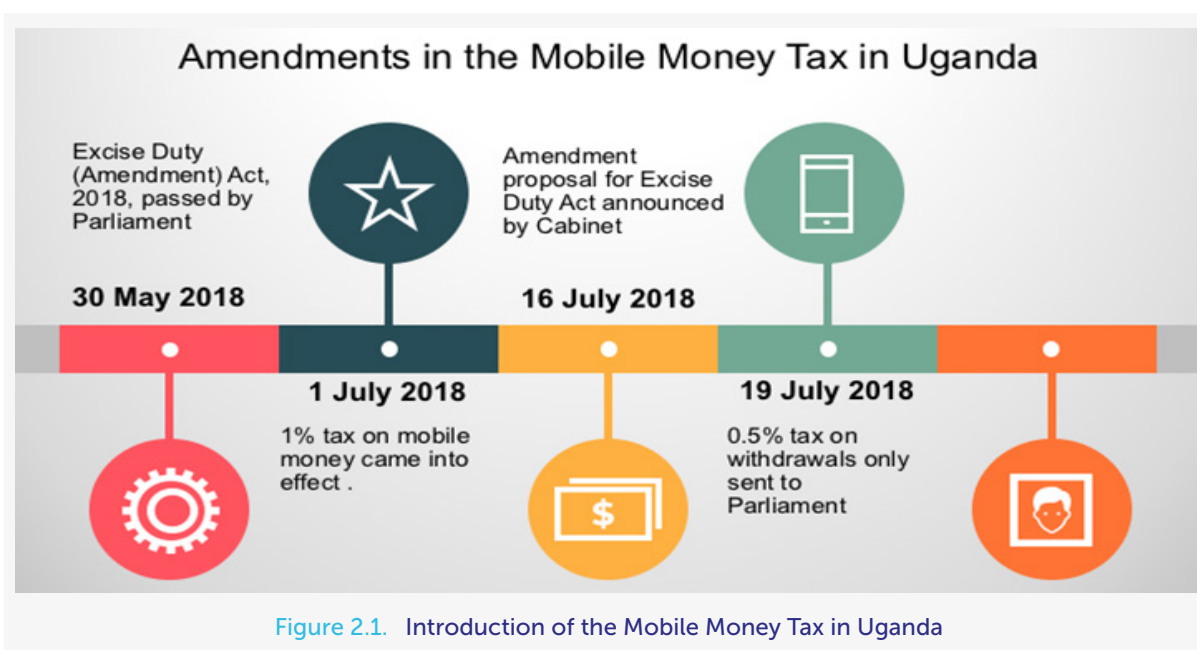 Amendments in the Mobile Money Tax in Uganda
Excise Duty
(Amendment) Act,
2018, passed by
Parliament
30 May 2018
1 July 2018
1% tax on mobile
money came into
effect .
Amendment
proposal for Excise
Duty Act announced
by Cabinet
16 July 2018
$
19 July 2018
0.5% tax on
withdrawals only
sent to
Parliament
Figure 2.1. Introduction of the Mobile Money Tax in Uganda